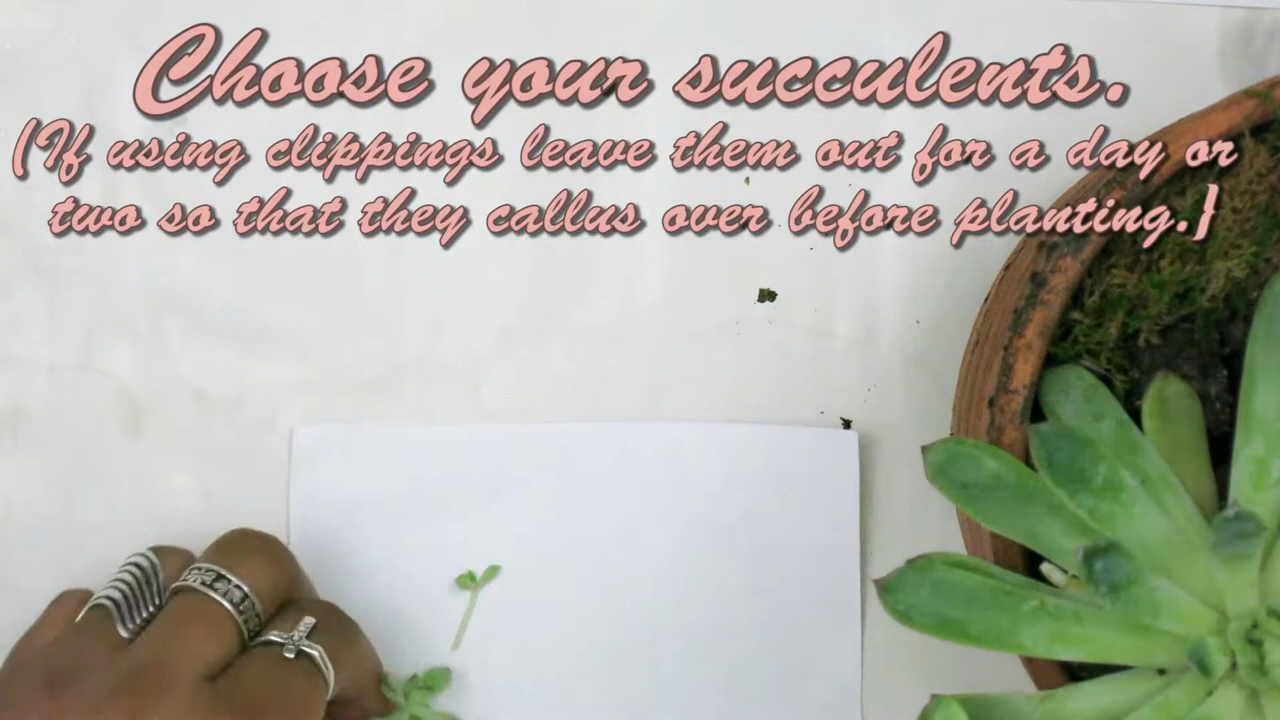 Choose your succulents.
(If using clippings leave them out for a day or
two so that they callus over before planting.}